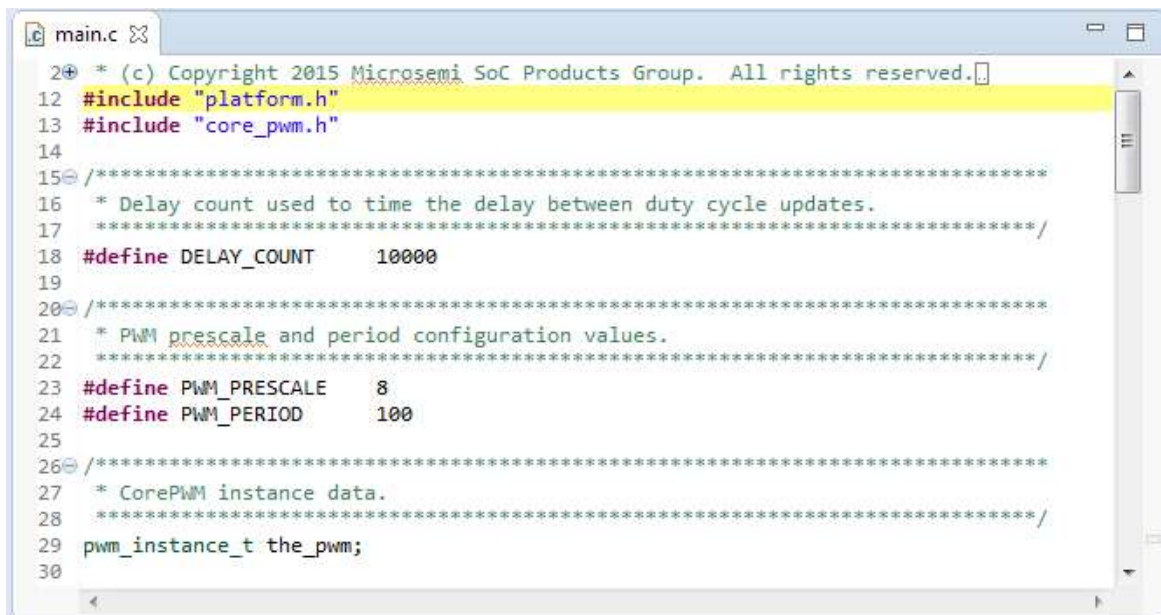 main.c
2 * (c) Copyright 2015 Microsemi SoC Products Group.  All rights reserved.
12 #include "platform.h"
13 #include "core_pwm.h"
14
15 /******************************************************************************
16  * Delay count used to time the delay between duty cycle updates.
17  *****************************************************************************/
18 #define DELAY_COUNT     10000
19
20 /******************************************************************************
21  * PWM prescale and period configuration values.
22  *****************************************************************************/
23 #define PWM_PRESCALE    8
24 #define PWM_PERIOD      100
25
26 /******************************************************************************
27  * CorePWM instance data.
28  *****************************************************************************/
29 pwm_instance_t the_pwm;
30